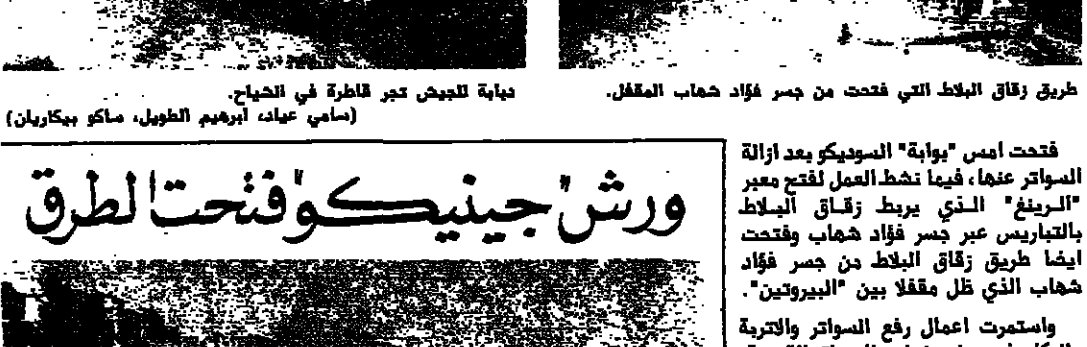 طريق زقاق البلاط التي فتحت من جسر فؤاد شهاب المقفل.
دبابة للجيش تجر قاطرة في الشياح.
(سامي عياد، ابرهيم الطويل، ساكو بيكاريان)
فتحت امس "بوابة" السوديكو بعد ازالة
السواتر عنها، فيما نشط العمل لفتح معبر
"الرينغ" الذي يربط زقاق البلاط
بالتباريس عبر جسر فؤاد شهاب وفتحت
ايضا طريق زقاق البلاط من جسر فؤاد
شهاب الذي ظل مقفلا بين "البيروتين".
واستمرت اعمال رفع السواتر والاتربة
ورش "جينيكو" فتحت الطرق